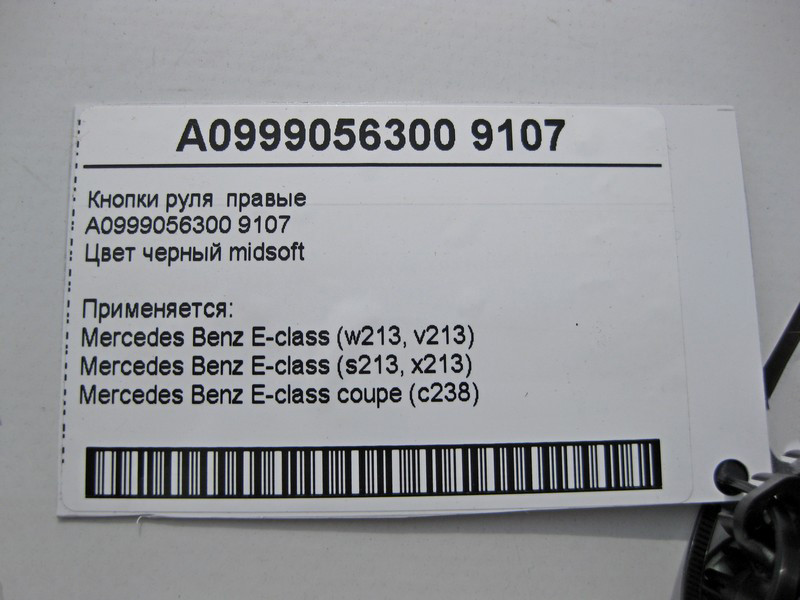 A0999056300 9107
Кнопки руля правые
A0999056300 9107
Цвет черный midsoft
Применяется:
Mercedes Benz E-class (w213, v213)
Mercedes Benz E-class (s213, x213)
Mercedes Benz E-class coupe (c238)